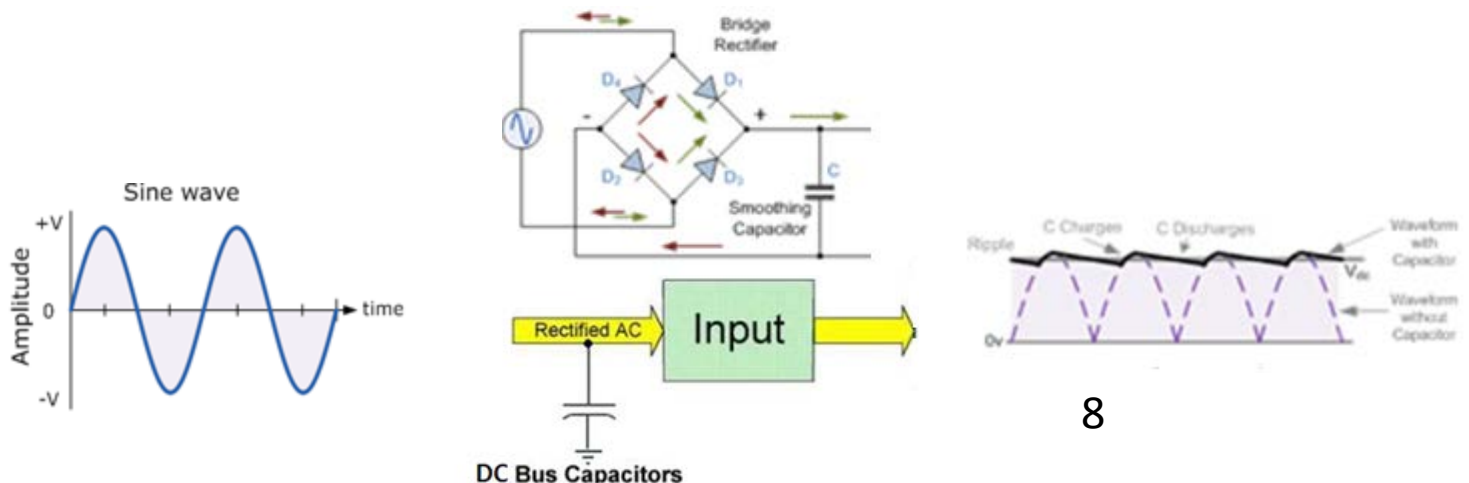 Sine wave
+V
Amplitude
0
time
-V
Bridge
Rectifier
D₄
D₁
-
+
D₂
D₃
C
Smoothing
Capacitor
Rectified AC
Input
DC Bus Capacitors
Ripple
C Charges
C Discharges
Waveform
with
Capacitor
V_dc
Waveform
without
Capacitor
0v
8